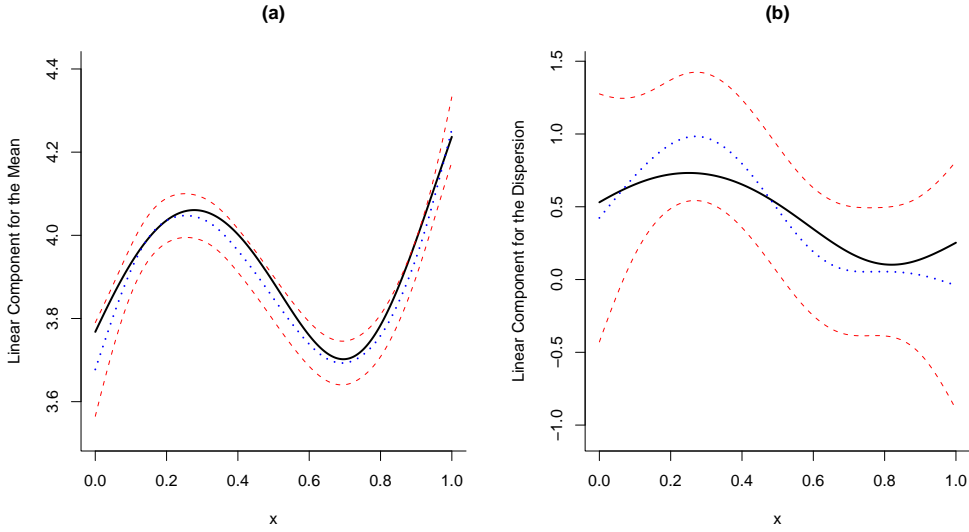 (a)
Linear Component for the Mean
4.4
4.2
4.0
3.8
3.6
0.0 0.2 0.4 0.6 0.8 1.0
x
(b)
Linear Component for the Dispersion
1.5
1.0
0.5
0.0
−0.5
−1.0
0.0 0.2 0.4 0.6 0.8 1.0
x